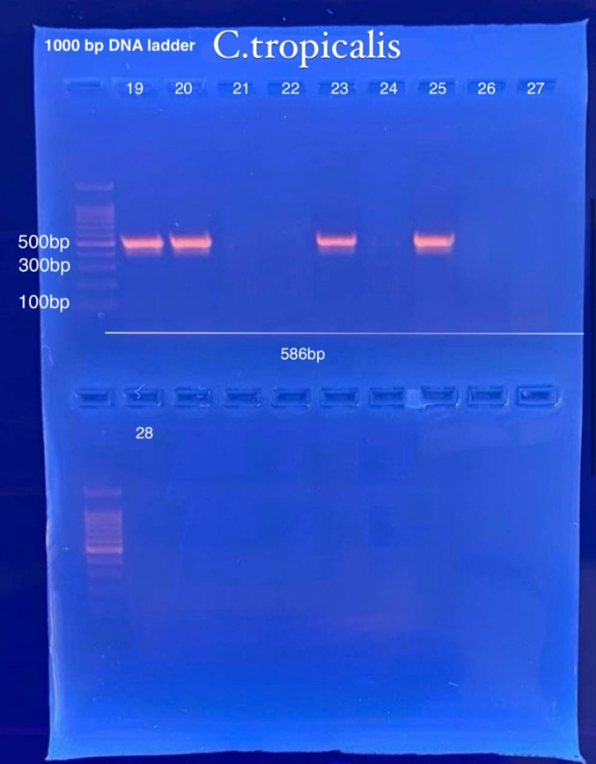 1000 bp DNA ladder C.tropicalis
19 20 21 22 23 24 25 26 27
500bp
300bp
100bp
586bp
28